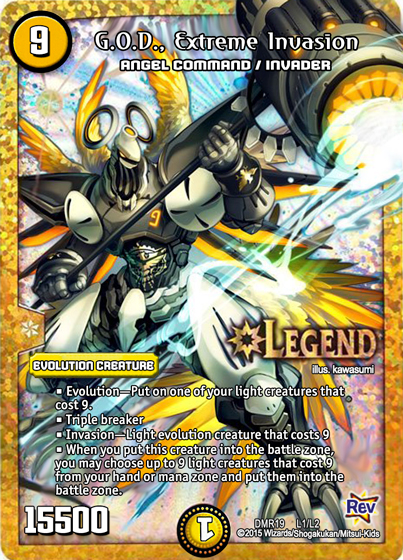 9
G.O.D., Extreme Invasion
ANGEL COMMAND / INVADER
9
LEGEND
illus. kawasumi
EVOLUTION CREATURE
▪ Evolution—Put on one of your light creatures that
cost 9.
▪ Triple breaker
▪ Invasion—Light evolution creature that costs 9
▪ When you put this creature into the battle zone,
you may choose up to 9 light creatures that cost 9
from your hand or mana zone and put them into the
battle zone.
Rev
15500
1
DMR19 L1/L2
©2015 Wizards/Shogakukan/Mitsui-Kids